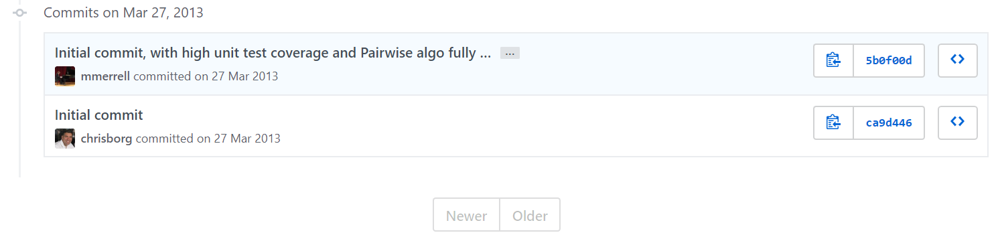 Commits on Mar 27, 2013
Initial commit, with high unit test coverage and Pairwise algo fully ... ...
mmerrell committed on 27 Mar 2013
5b0f00d
Initial commit
chrisborg committed on 27 Mar 2013
ca9d446
Newer Older